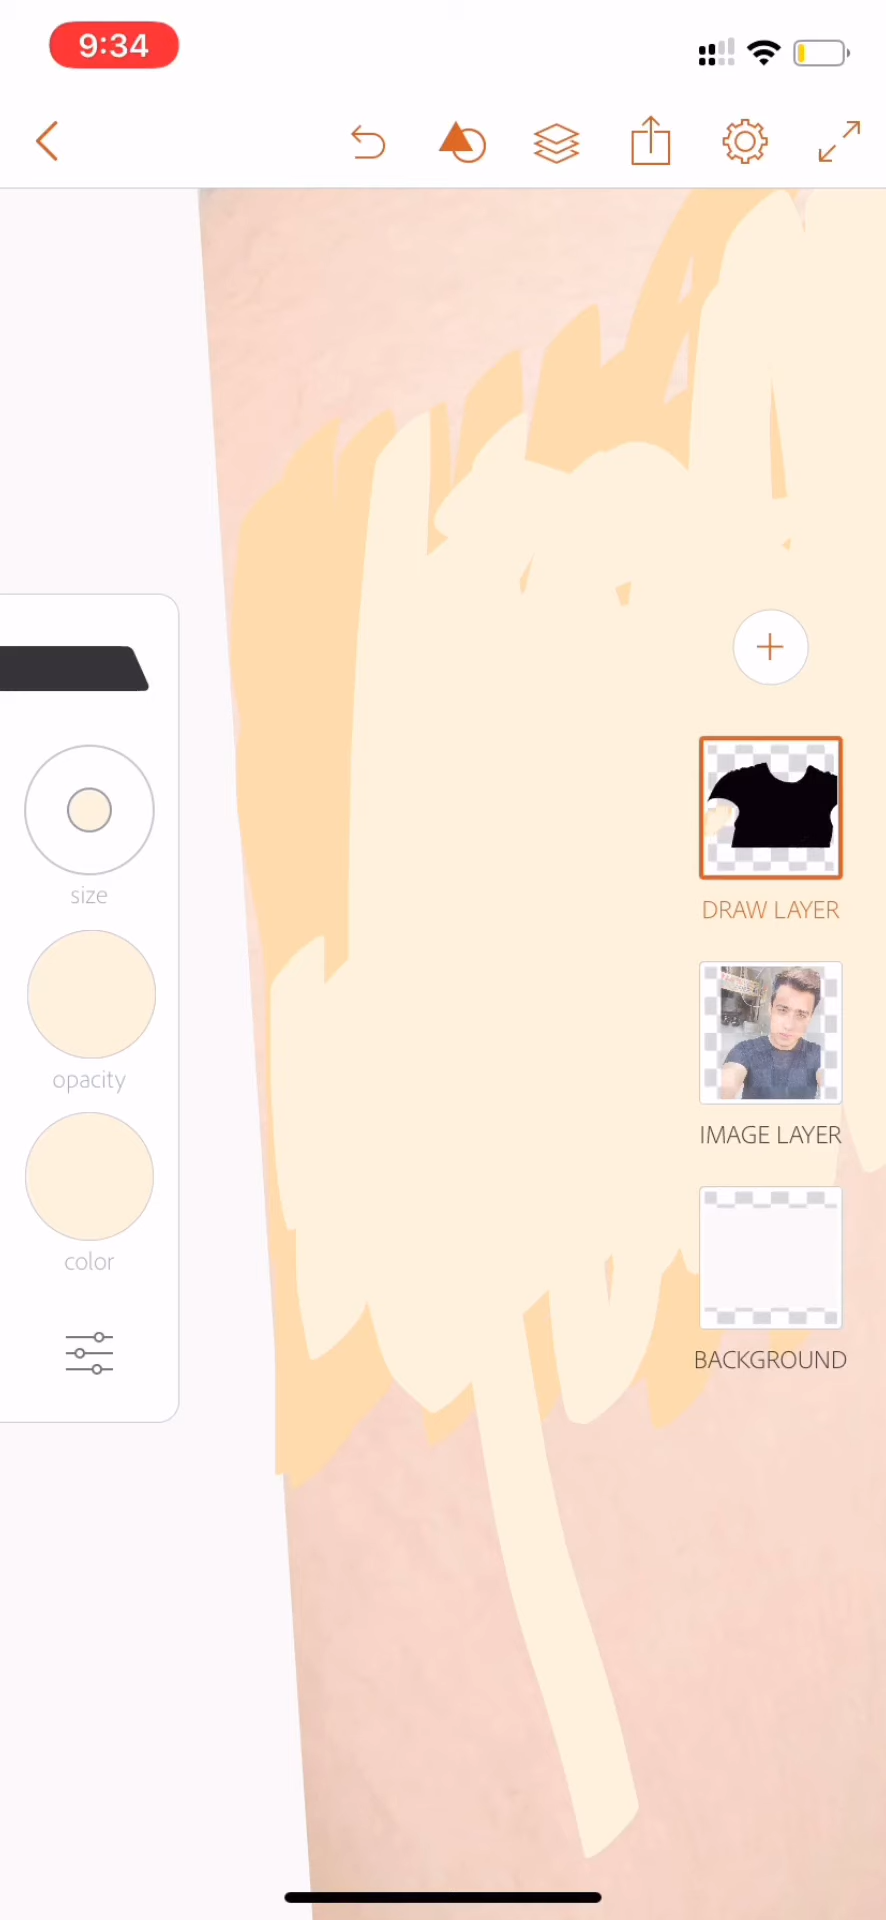 9:34
size
opacity
color
DRAW LAYER
IMAGE LAYER
BACKGROUND